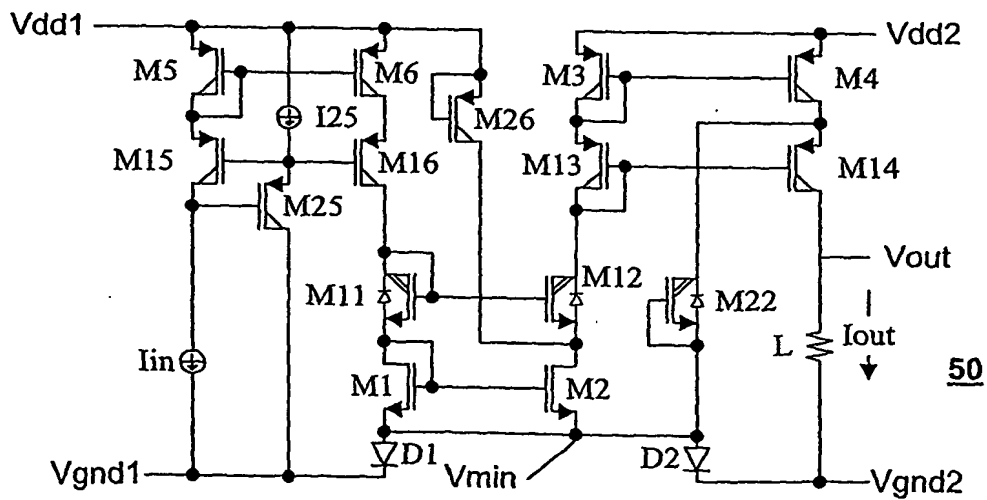 Vdd1
Vdd2
M5
M6
M3
M4
I25
M26
M15
M16
M13
M14
M25
Vout
M11
M12
M22
Iin
L
Iout
M1
M2
50
D1
D2
Vgnd1
Vmin
Vgnd2